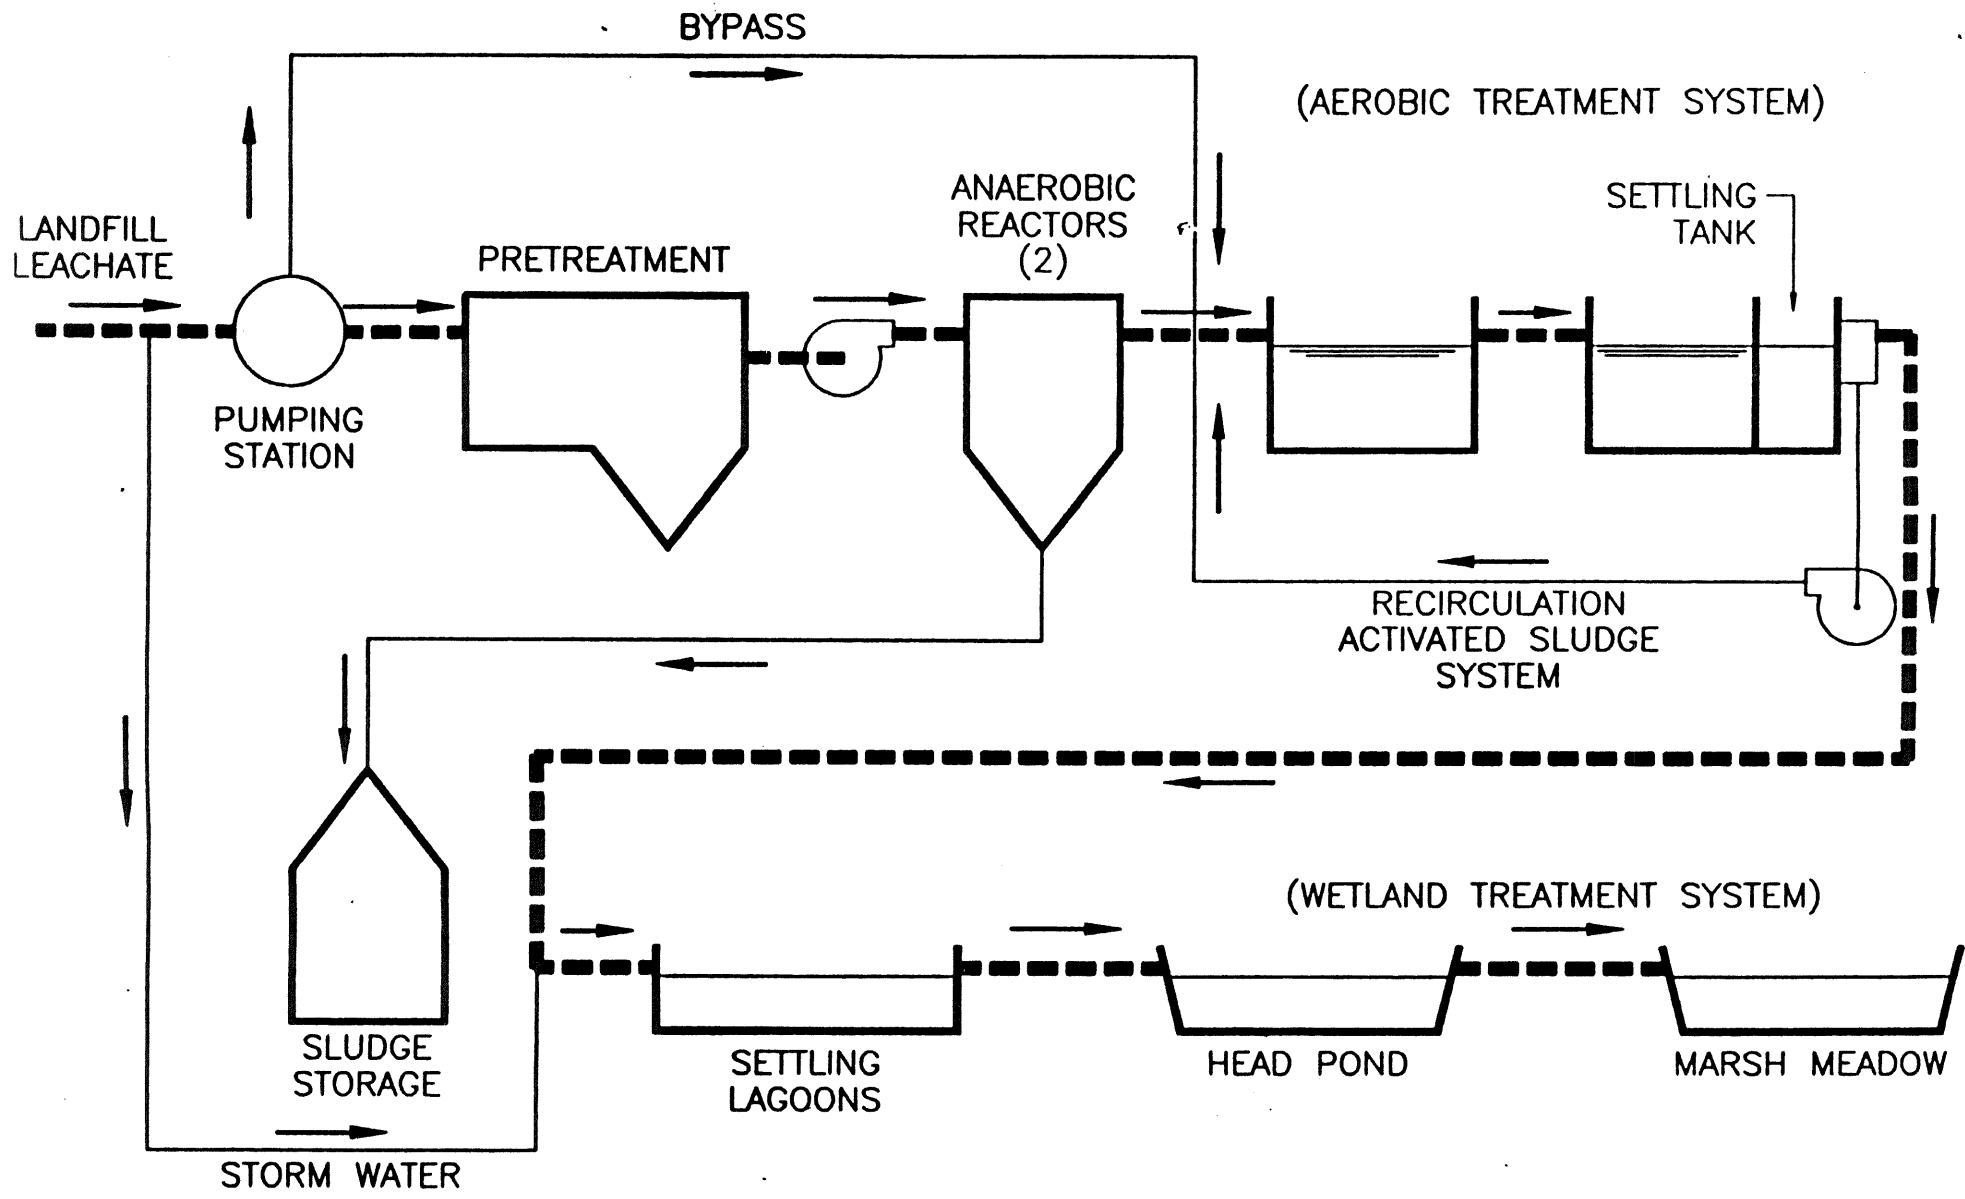 BYPASS
(AEROBIC TREATMENT SYSTEM)
LANDFILL
LEACHATE
PRETREATMENT
ANAEROBIC
REACTORS
(2)
SETTLING
TANK
PUMPING
STATION
RECIRCULATION
ACTIVATED SLUDGE
SYSTEM
(WETLAND TREATMENT SYSTEM)
SLUDGE
STORAGE
SETTLING
LAGOONS
HEAD POND
MARSH MEADOW
STORM WATER